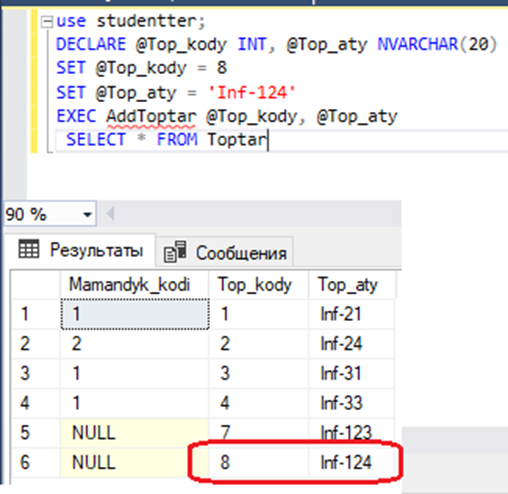 use studentter;
DECLARE @Top_kody INT, @Top_aty NVARCHAR(20)
SET @Top_kody = 8
SET @Top_aty = 'Inf-124'
EXEC AddToptar @Top_kody, @Top_aty
SELECT * FROM Toptar
90 %
Результаты Сообщения
Mamandyk_kodi Top_kody Top_aty
1 1 1 Inf-21
2 2 2 Inf-24
3 1 3 Inf-31
4 1 4 Inf-33
5 NULL 7 Inf-123
6 NULL 8 Inf-124